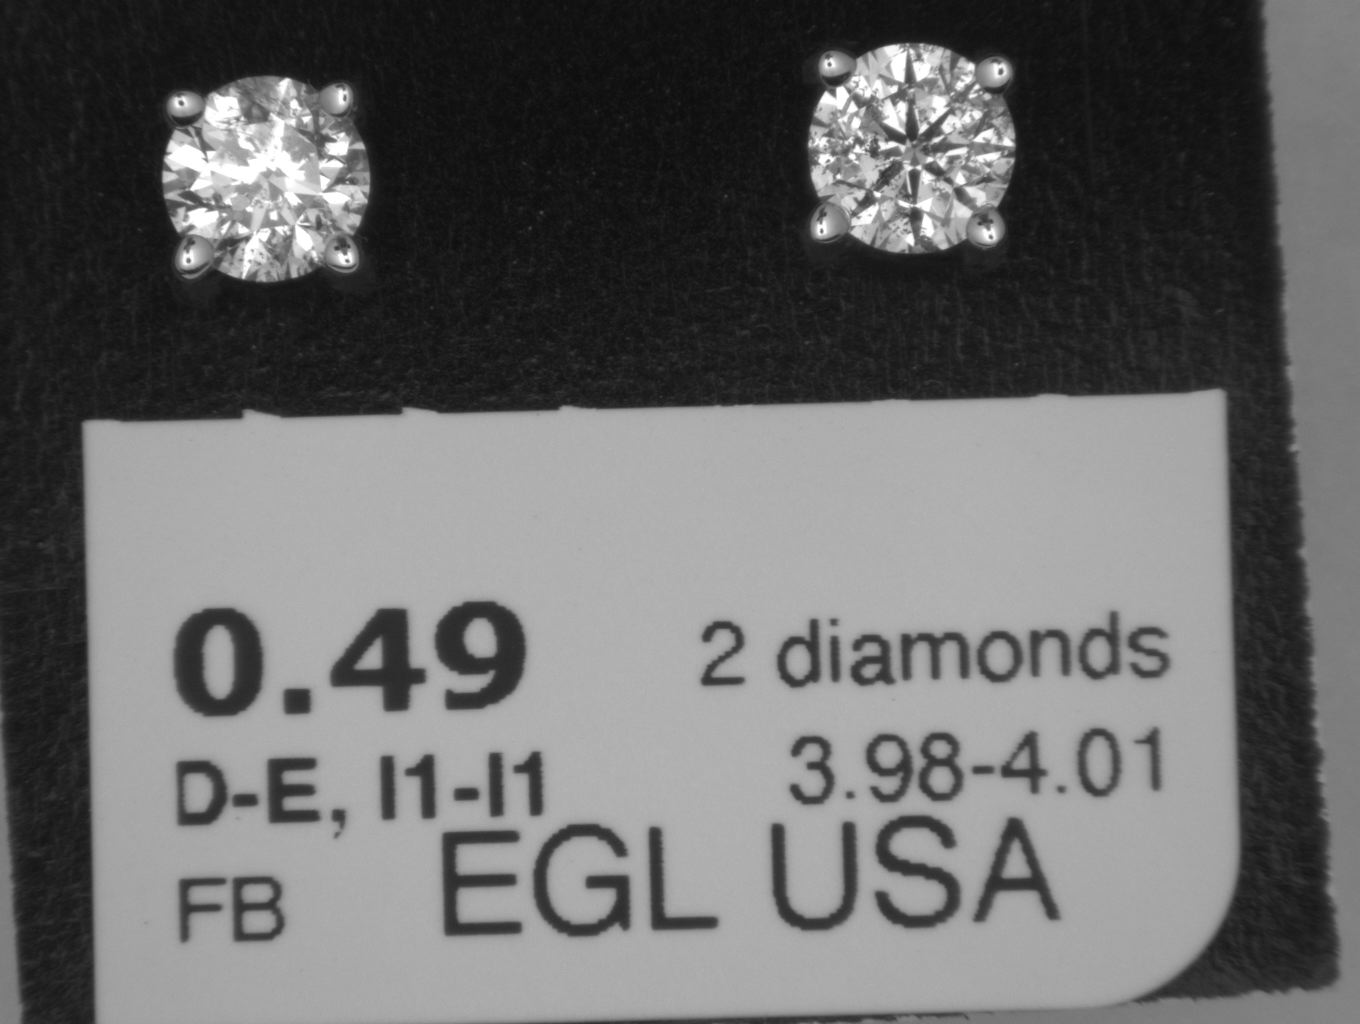 0.49 2 diamonds
D-E, I1-I1 3.98-4.01
FB EGL USA